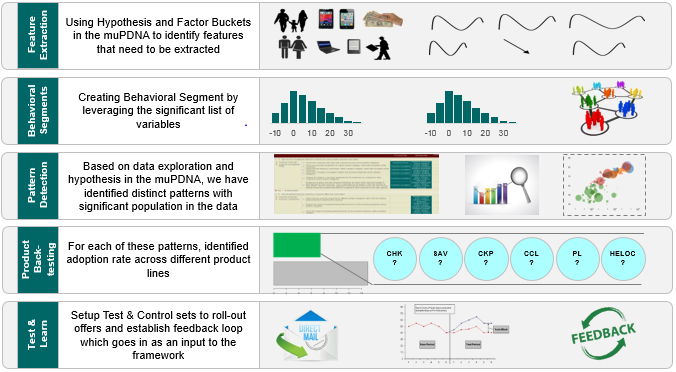 Feature
Extraction
Using Hypothesis and Factor Buckets
in the muPDNA to identify features
that need to be extracted
Behavioral
Segments
Creating Behavioral Segment by
leveraging the significant list of
variables
-10 0 10 20 30
-10 0 10 20 30
Pattern
Detection
Based on data exploration and
hypothesis in the muPDNA, we have
identified distinct patterns with
significant population in the data
Product
Back-
testing
For each of these patterns, identified
adoption rate across different product
lines
CHK
?
SAV
?
CKP
?
CCL
?
PL
?
HELOC
?
Test &
Learn
Setup Test & Control sets to roll-out
offers and establish feedback loop
which goes in as an input to the
framework
DIRECT
MAIL
FEEDBACK